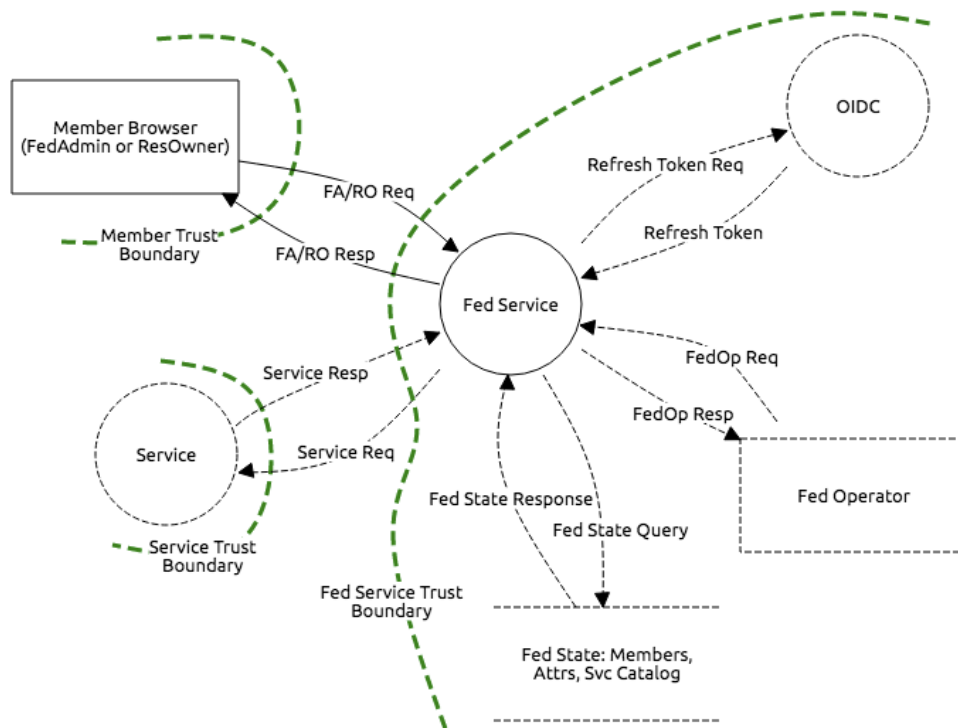 OIDC
Member Browser
(FedAdmin or ResOwner)
Refresh Token Req
FA/RO Req
Member Trust
Boundary
Refresh Token
FA/RO Resp
Fed Service
FedOp Req
Service Resp
FedOp Resp
Service
Service Req
Fed State Response
Fed Operator
Fed State Query
Service Trust
Boundary
Fed Service Trust
Boundary
Fed State: Members,
Attrs, Svc Catalog